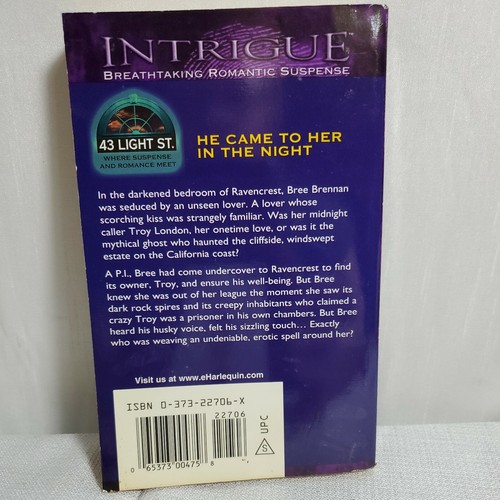 INTRIGUE™
BREATHTAKING ROMANTIC SUSPENSE
43 LIGHT ST.
WHERE SUSPENSE
AND ROMANCE MEET
HE CAME TO HER
IN THE NIGHT
In the darkened bedroom of Ravencrest, Bree Brennan
was seduced by an unseen lover. A lover whose
scorching kiss was strangely familiar. Was her midnight
caller Troy London, her onetime love, or was it the
mythical ghost who haunted the cliffside, windswept
estate on the California coast?
A P.I., Bree had come undercover to Ravencrest to find
its owner, Troy, and ensure his well-being. But Bree
knew she was out of her league the moment she saw its
dark rock spires and its creepy inhabitants who claimed a
crazy Troy was a prisoner in his own chambers. But Bree
heard his husky voice, felt his sizzling touch... Exactly
who was weaving an undeniable, erotic spell around her?
Visit us at www.eHarlequin.com
ISBN 0-373-22706-X
22706
0 65373 00475 8
S UPC